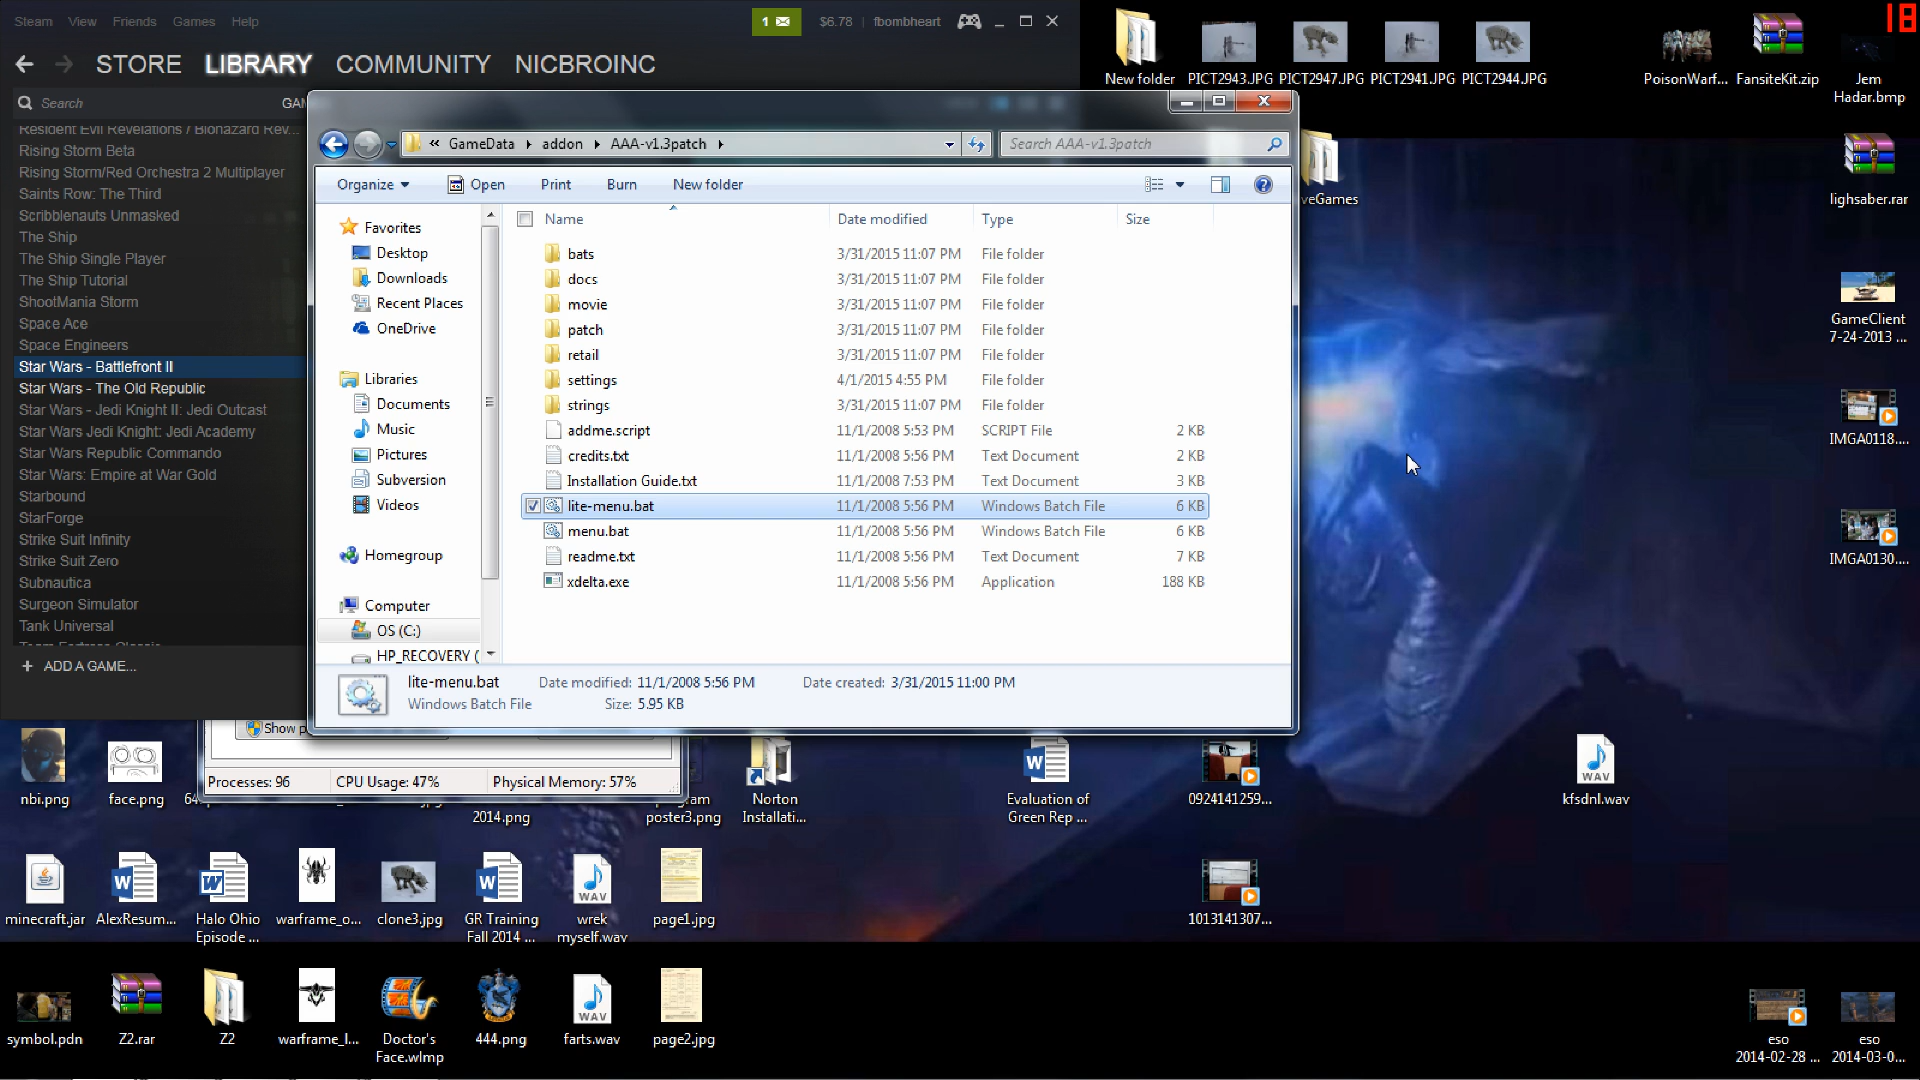 Steam View Friends Games Help
1
$6.78 fbombheart
STORE LIBRARY COMMUNITY NICBROINC
Search
Resident Evil Revelations / Biohazard Rev...
Rising Storm Beta
Rising Storm/Red Orchestra 2 Multiplayer
Saints Row: The Third
Scribblenauts Unmasked
The Ship
The Ship Single Player
The Ship Tutorial
ShootMania Storm
Space Ace
Space Engineers
Star Wars - Battlefront II
Star Wars - The Old Republic
Star Wars - Jedi Knight II: Jedi Outcast
Star Wars Jedi Knight: Jedi Academy
Star Wars Republic Commando
Star Wars: Empire at War Gold
Starbound
StarForge
Strike Suit Infinity
Strike Suit Zero
Subnautica
Surgeon Simulator
Tank Universal
+ ADD A GAME...
« GameData addon AAA-v1.3patch
Search AAA-v1.3patch
Organize Open Print Burn New folder
Favorites
Desktop
Downloads
Recent Places
OneDrive
Libraries
Documents
Music
Pictures
Subversion
Videos
Homegroup
Computer
OS (C:)
HP_RECOVERY (
Name Date modified Type Size
bats 3/31/2015 11:07 PM File folder
docs 3/31/2015 11:07 PM File folder
movie 3/31/2015 11:07 PM File folder
patch 3/31/2015 11:07 PM File folder
retail 3/31/2015 11:07 PM File folder
settings 4/1/2015 4:55 PM File folder
strings 3/31/2015 11:07 PM File folder
addme.script 11/1/2008 5:53 PM SCRIPT File 2 KB
credits.txt 11/1/2008 5:56 PM Text Document 2 KB
Installation Guide.txt 11/1/2008 7:53 PM Text Document 3 KB
lite-menu.bat 11/1/2008 5:56 PM Windows Batch File 6 KB
menu.bat 11/1/2008 5:56 PM Windows Batch File 6 KB
readme.txt 11/1/2008 5:56 PM Text Document 7 KB
xdelta.exe 11/1/2008 5:56 PM Application 188 KB
lite-menu.bat Date modified: 11/1/2008 5:56 PM Date created: 3/31/2015 11:00 PM
Windows Batch File Size: 5.95 KB
Show p
Processes: 96 CPU Usage: 47% Physical Memory: 57%
18
New folder PICT2943.JPG PICT2947.JPG PICT2941.JPG PICT2944.JPG
PoisonWarf... FansiteKit.zip
Jem
Hadar.bmp
veGames
lighsaber.rar
GameClient
7-24-2013 ...
IMGA0118....
IMGA0130....
nbi.png
face.png
2014.png
poster3.png
Norton
Installati...
Evaluation of
Green Rep ...
0924141259...
WAV
kfsdnl.wav
minecraft.jar
AlexResum...
Halo Ohio
Episode ...
warframe_o...
clone3.jpg
GR Training
Fall 2014 ...
WAV
wrek
myself.wav
page1.jpg
1013141307...
symbol.pdn
Z2.rar
Z2
warframe_l...
Doctor's
Face.wlmp
444.png
WAV
farts.wav
page2.jpg
eso
2014-02-28 ...
eso
2014-03-0...